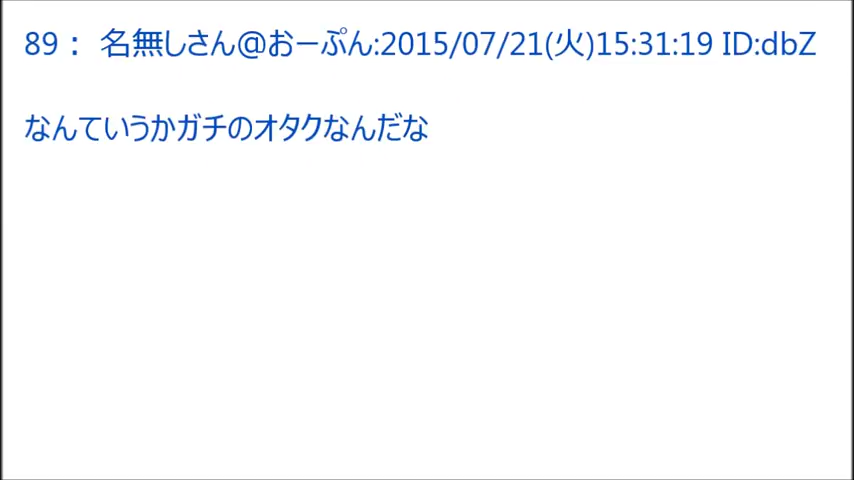 89： 名無しさん@おーぷん:2015/07/21(火)15:31:19 ID:dbZ
なんていうかガチのオタクなんだな